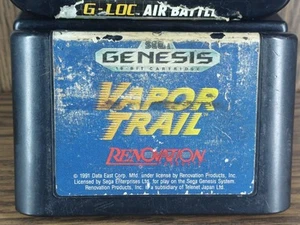 G-LOC AIR BATTL
SEGA
GENESIS
16-BIT CARTRIDGE
VAPOR
TRAIL
RENOVATION
© 1991 Data East Corp. Mfd. under license by Renovation Products, Inc.
Licensed by Sega Enterprises Ltd. for play on the Sega Genesis System.
Renovation Products, Inc. is a subsidiary of Telenet Japan Ltd.